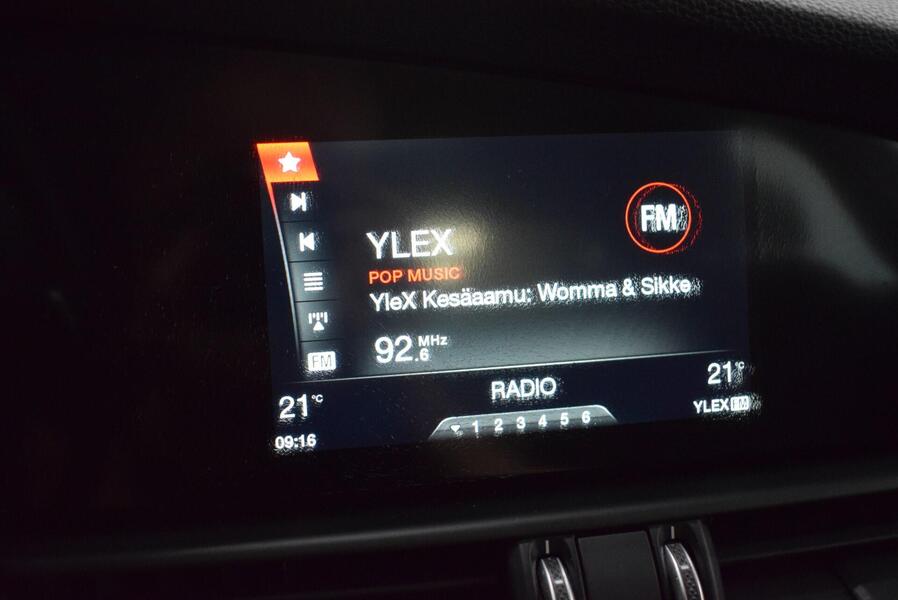 FM
YLEX
POP MUSIC
YleX Kesäaamu: Womma & Sikke
92.6 MHz
FM
RADIO
21°C
21°C
1 2 3 4 5 6
YLEX FM
09:16